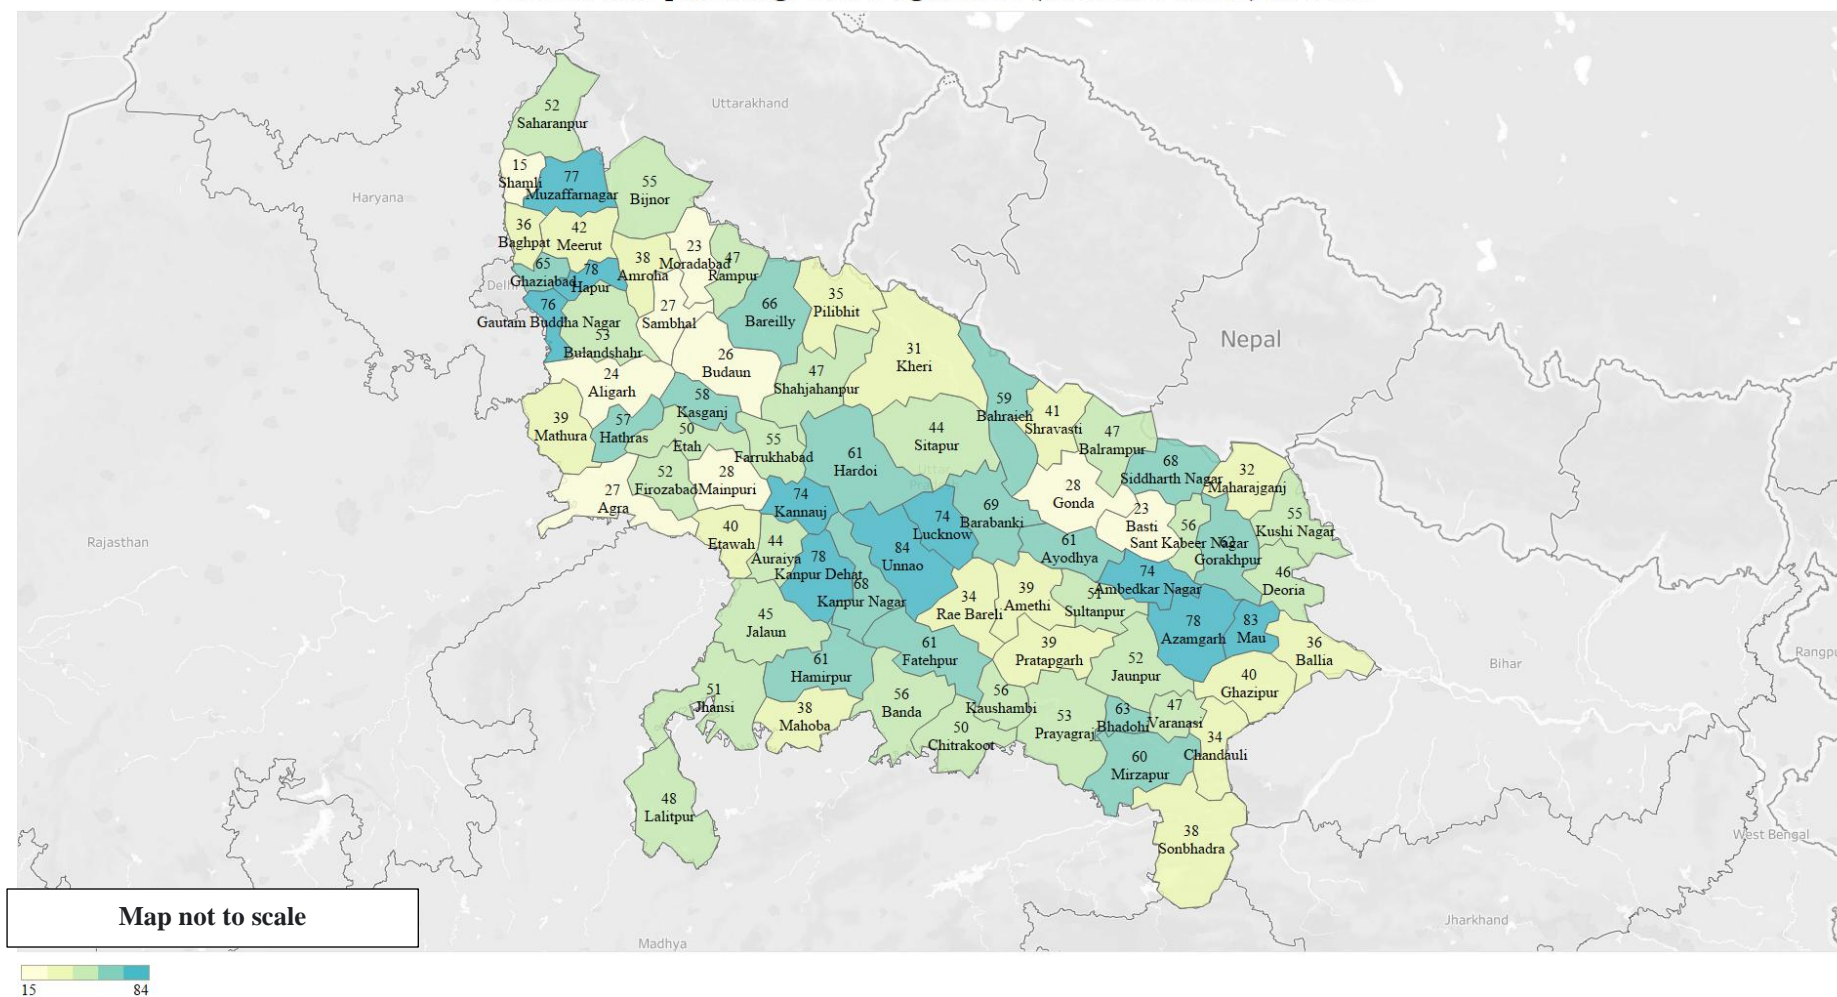 Uttarakhand
52
Saharanpur
15
Shamli
77
Muzaffarnagar
55
Bijnor
Haryana
36
Baghpat
42
Meerut
23
Moradabad
38
Amroha
47
Rampur
65
Ghaziabad
78
Hapur
Delhi
76
Gautam Buddha Nagar
53
Bulandshahr
27
Sambhal
66
Bareilly
35
Pilibhit
Nepal
26
Budaun
31
Kheri
24
Aligarh
47
Shahjahanpur
58
Kasganj
59
Bahraich
41
Shravasti
39
Mathura
57
Hathras
50
Etah
55
Farrukhabad
44
Sitapur
47
Balrampur
61
Hardoi
Uttar
52
Firozabad
28
Mainpuri
68
Siddharth Nagar
32
Maharajganj
27
Agra
74
Kannauj
28
Gonda
69
Barabanki
74
Lucknow
23
Basti
56
Sant Kabeer Nagar
62
Gorakhpur
55
Kushi Nagar
Rajasthan
40
Etawah
44
Auraiya
78
Kanpur Dehat
84
Unnao
61
Ayodhya
74
Ambedkar Nagar
46
Deoria
68
Kanpur Nagar
34
Rae Bareli
39
Amethi
51
Sultanpur
45
Jalaun
78
Azamgarh
83
Mau
36
Ballia
Bihar
Rangpu
61
Hamirpur
61
Fatehpur
39
Pratapgarh
52
Jaunpur
40
Ghazipur
51
Jhansi
38
Mahoba
56
Banda
56
Kaushambi
53
Prayagraj
63
Bhadohi
47
Varanasi
50
Chitrakoot
34
Chandauli
60
Mirzapur
48
Lalitpur
38
Sonbhadra
West Bengal
Map not to scale
Jharkhand
Madhya
15 84